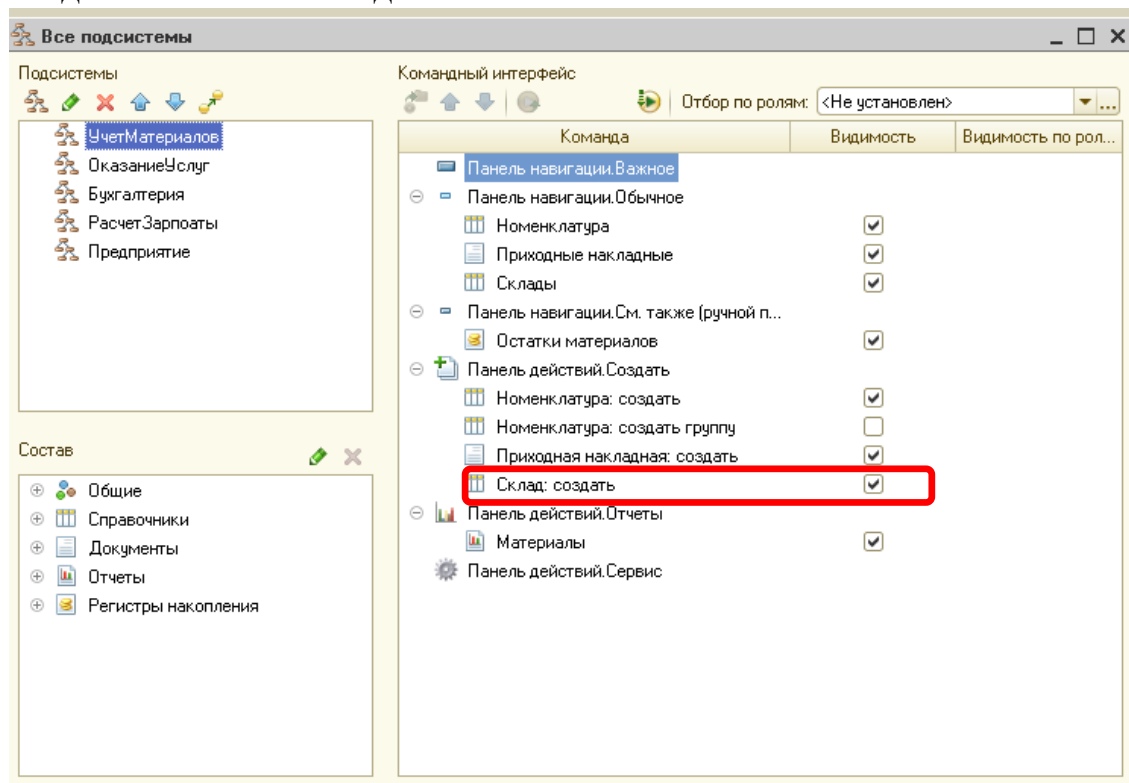 Все подсистемы
Подсистемы
Командный интерфейс
Отбор по ролям: <Не установлен>
УчетМатериалов
ОказаниеУслуг
Бухгалтерия
РасчетЗарпоаты
Предприятие
Команда Видимость Видимость по рол...
Панель навигации.Важное
Панель навигации.Обычное
Номенклатура
Приходные накладные
Склады
Панель навигации.См. также (ручной п...
Остатки материалов
Панель действий.Создать
Номенклатура: создать
Номенклатура: создать группу
Приходная накладная: создать
Склад: создать
Панель действий.Отчеты
Материалы
Панель действий.Сервис
Состав
Общие
Справочники
Документы
Отчеты
Регистры накопления